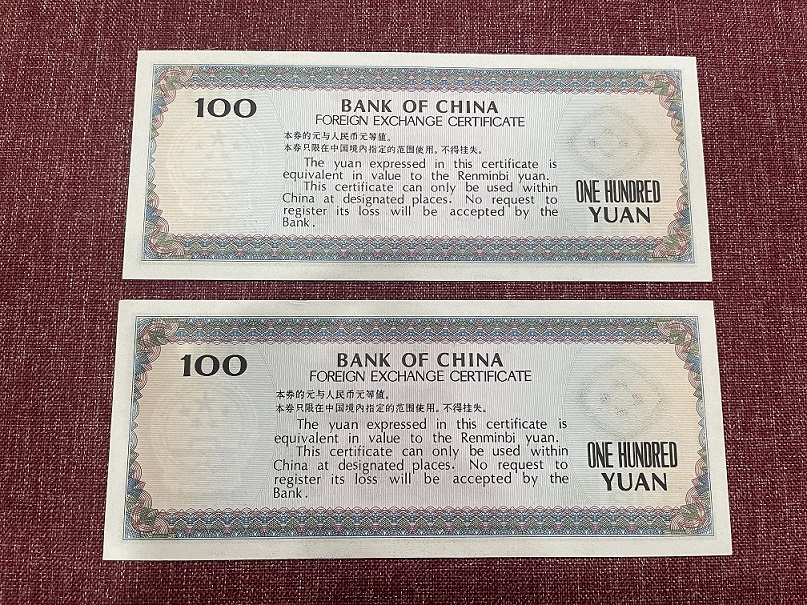 100
BANK OF CHINA
FOREIGN EXCHANGE CERTIFICATE
本券的元与人民币元等值。
本券只限在中国境内指定的范围使用。不得挂失。
The yuan expressed in this certificate is
equivalent in value to the Renminbi yuan.
This certificate can only be used within
China at designated places. No request to
register its loss will be accepted by the
Bank.
ONE HUNDRED
YUAN
100
BANK OF CHINA
FOREIGN EXCHANGE CERTIFICATE
本券的元与人民币元等值。
本券只限在中国境内指定的范围使用。不得挂失。
The yuan expressed in this certificate is
equivalent in value to the Renminbi yuan.
This certificate can only be used within
China at designated places. No request to
register its loss will be accepted by the
Bank.
ONE HUNDRED
YUAN